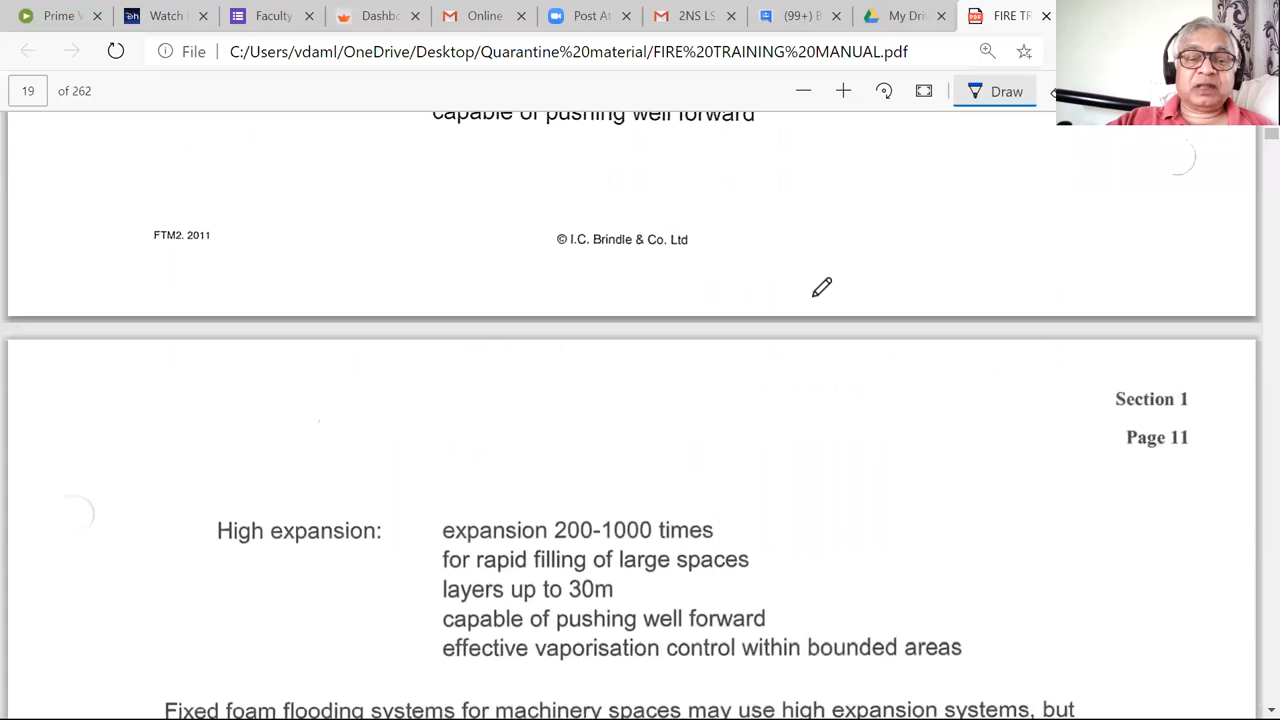 Prime V
Watch I
Faculty
Dashb
Online
Post At
2NS LS
(99+) B
My Driv
FIRE TR
File
C:/Users/vdaml/OneDrive/Desktop/Quarantine%20material/FIRE%20TRAINING%20MANUAL.pdf
19 of 262
Draw
capable of pushing well forward
FTM2. 2011
© I.C. Brindle & Co. Ltd
Section 1
Page 11
High expansion: expansion 200-1000 times
for rapid filling of large spaces
layers up to 30m
capable of pushing well forward
effective vaporisation control within bounded areas
Fixed foam flooding systems for machinery spaces may use high expansion systems, but